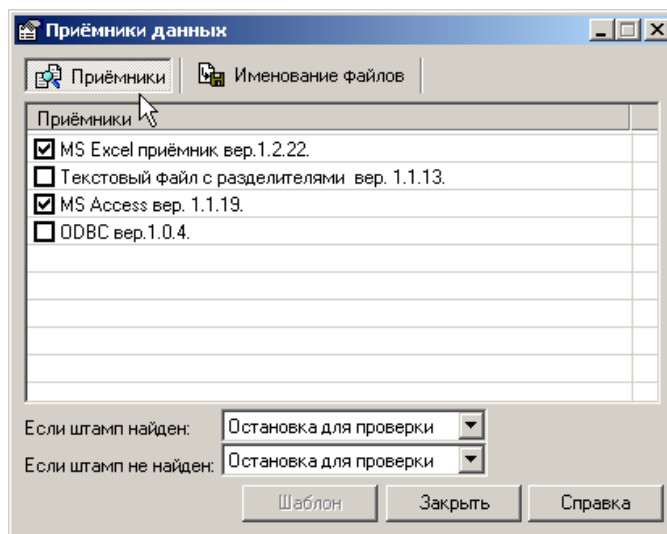 Приёмники данных
Приёмники Именование файлов
Приёмники
MS Excel приёмник вер.1.2.22.
Текстовый файл с разделителями вер. 1.1.13.
MS Access вер. 1.1.19.
ODBC вер.1.0.4.
Если штамп найден: Остановка для проверки
Если штамп не найден: Остановка для проверки
Шаблон Закрыть Справка